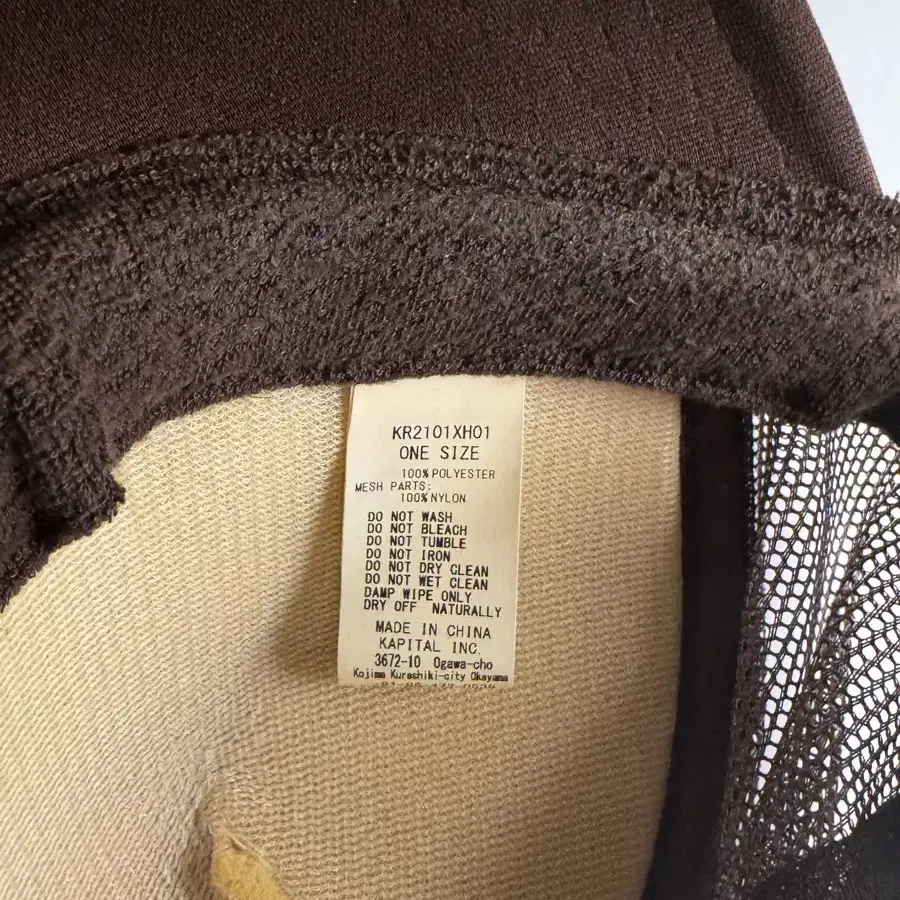 KR2101XH01
ONE SIZE
100% POLYESTER
MESH PARTS:
100% NYLON
DO NOT WASH
DO NOT BLEACH
DO NOT TUMBLE
DO NOT IRON
DO NOT DRY CLEAN
DO NOT WET CLEAN
DAMP WIPE ONLY
DRY OFF NATURALLY
MADE IN CHINA
KAPITAL INC.
3672-10 Ogawa-cho
Kojima Kurashiki-city Okayama